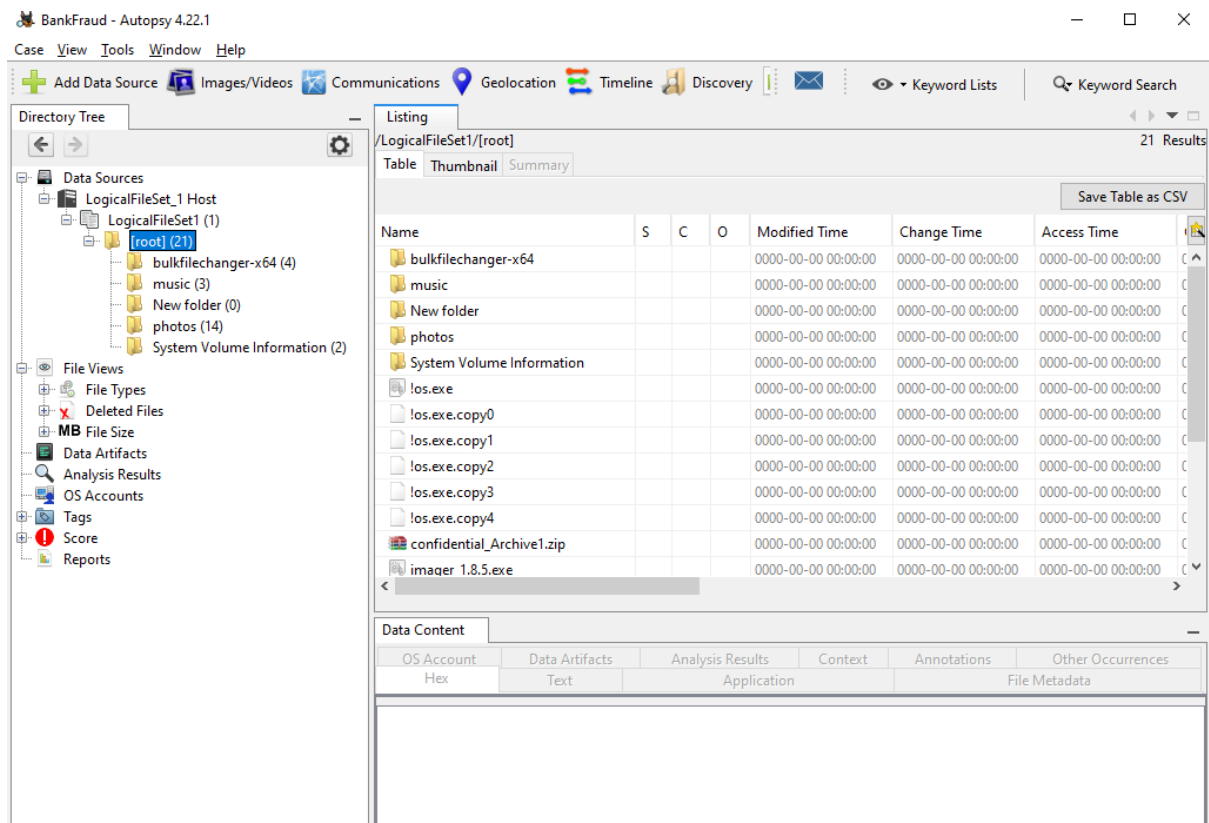 BankFraud - Autopsy 4.22.1
Case View Tools Window Help
Add Data Source Images/Videos Communications Geolocation Timeline Discovery Keyword Lists Keyword Search
Directory Tree
Data Sources
LogicalFileSet_1 Host
LogicalFileSet1 (1)
[root] (21)
bulkfilechanger-x64 (4)
music (3)
New folder (0)
photos (14)
System Volume Information (2)
File Views
File Types
Deleted Files
MB File Size
Data Artifacts
Analysis Results
OS Accounts
Tags
Score
Reports
Listing
/LogicalFileSet1/[root] 21 Results
Table Thumbnail Summary
Save Table as CSV
Name S C O Modified Time Change Time Access Time
bulkfilechanger-x64 0000-00-00 00:00:00 0000-00-00 00:00:00 0000-00-00 00:00:00
music 0000-00-00 00:00:00 0000-00-00 00:00:00 0000-00-00 00:00:00
New folder 0000-00-00 00:00:00 0000-00-00 00:00:00 0000-00-00 00:00:00
photos 0000-00-00 00:00:00 0000-00-00 00:00:00 0000-00-00 00:00:00
System Volume Information 0000-00-00 00:00:00 0000-00-00 00:00:00 0000-00-00 00:00:00
!os.exe 0000-00-00 00:00:00 0000-00-00 00:00:00 0000-00-00 00:00:00
!os.exe.copy0 0000-00-00 00:00:00 0000-00-00 00:00:00 0000-00-00 00:00:00
!os.exe.copy1 0000-00-00 00:00:00 0000-00-00 00:00:00 0000-00-00 00:00:00
!os.exe.copy2 0000-00-00 00:00:00 0000-00-00 00:00:00 0000-00-00 00:00:00
!os.exe.copy3 0000-00-00 00:00:00 0000-00-00 00:00:00 0000-00-00 00:00:00
!os.exe.copy4 0000-00-00 00:00:00 0000-00-00 00:00:00 0000-00-00 00:00:00
confidential_Archive1.zip 0000-00-00 00:00:00 0000-00-00 00:00:00 0000-00-00 00:00:00
imager_1.8.5.exe 0000-00-00 00:00:00 0000-00-00 00:00:00 0000-00-00 00:00:00
Data Content
OS Account Data Artifacts Analysis Results Context Annotations Other Occurrences
Hex Text Application File Metadata